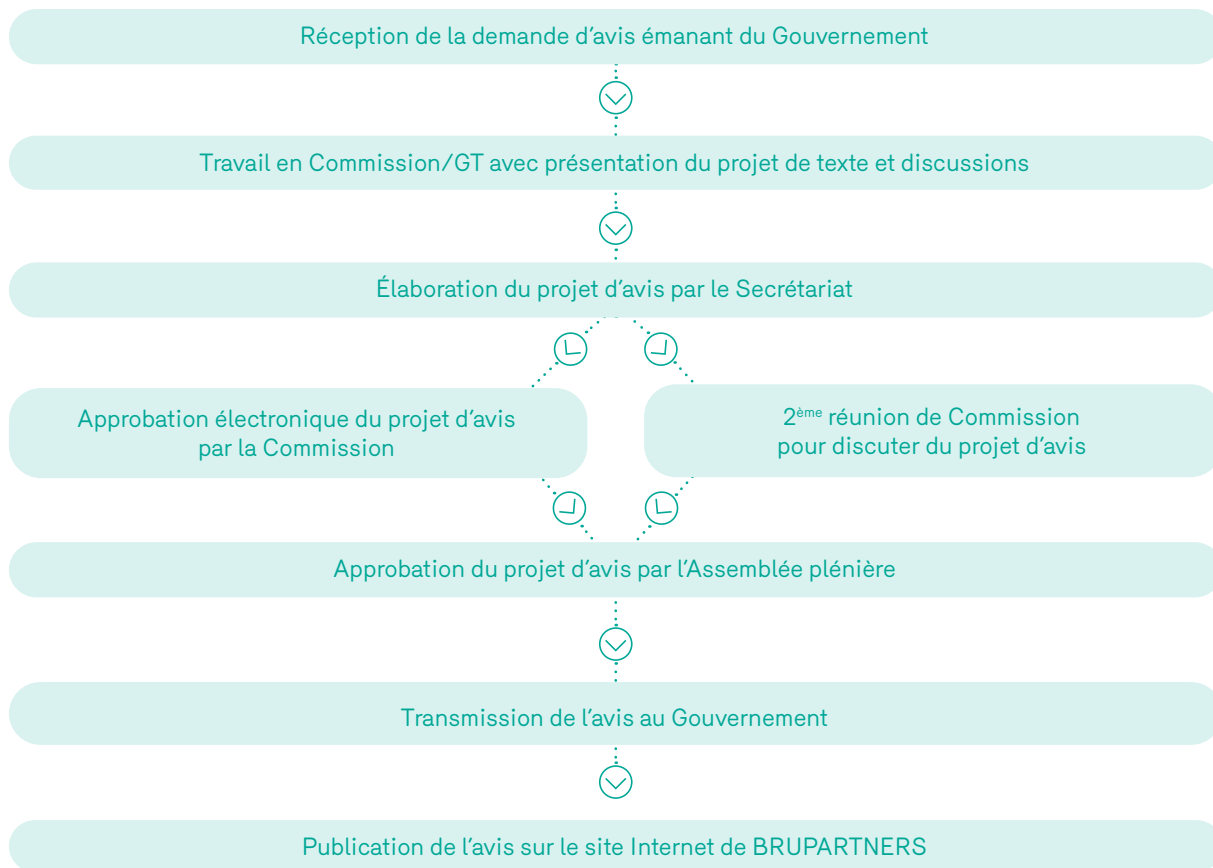 Réception de la demande d’avis émanant du Gouvernement
Travail en Commission/GT avec présentation du projet de texte et discussions
Élaboration du projet d’avis par le Secrétariat
Approbation électronique du projet d’avis
par la Commission
2ème réunion de Commission
pour discuter du projet d’avis
Approbation du projet d’avis par l’Assemblée plénière
Transmission de l’avis au Gouvernement
Publication de l’avis sur le site Internet de BRUPARTNERS